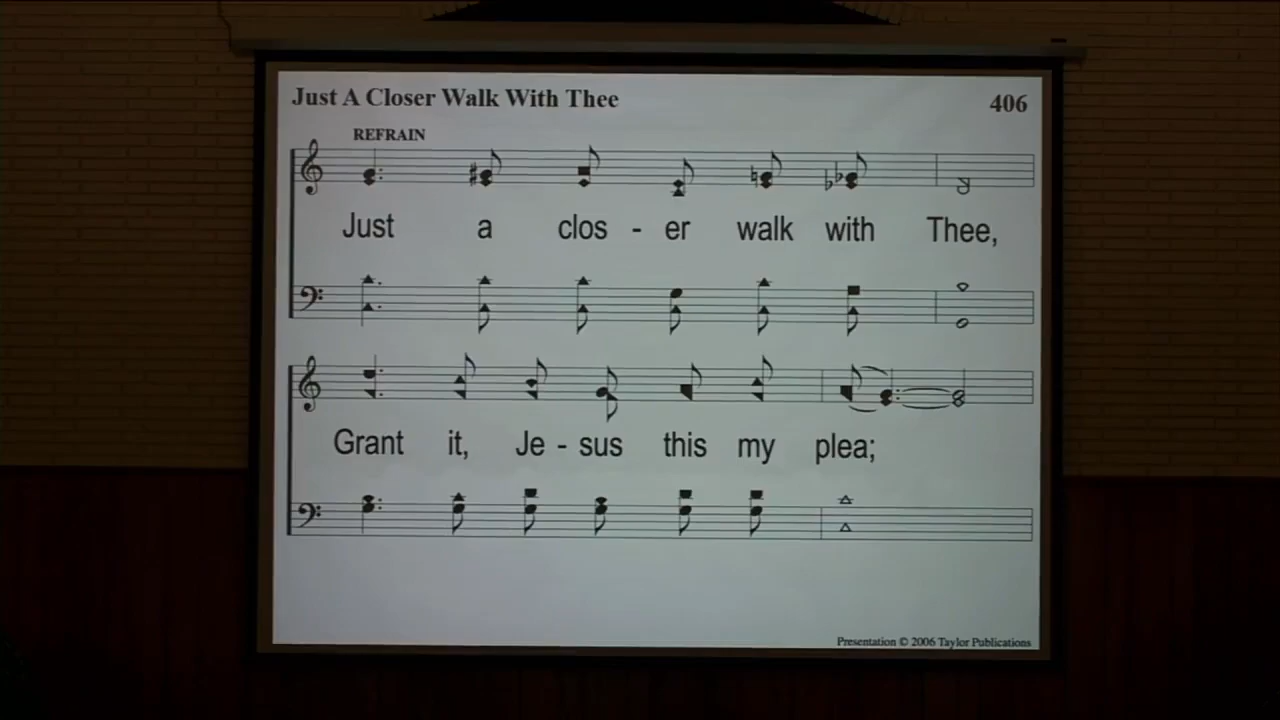 Just A Closer Walk With Thee 406
REFRAIN
Just a clos - er walk with Thee,
Grant it, Je - sus this my plea;
Presentation © 2006 Taylor Publications